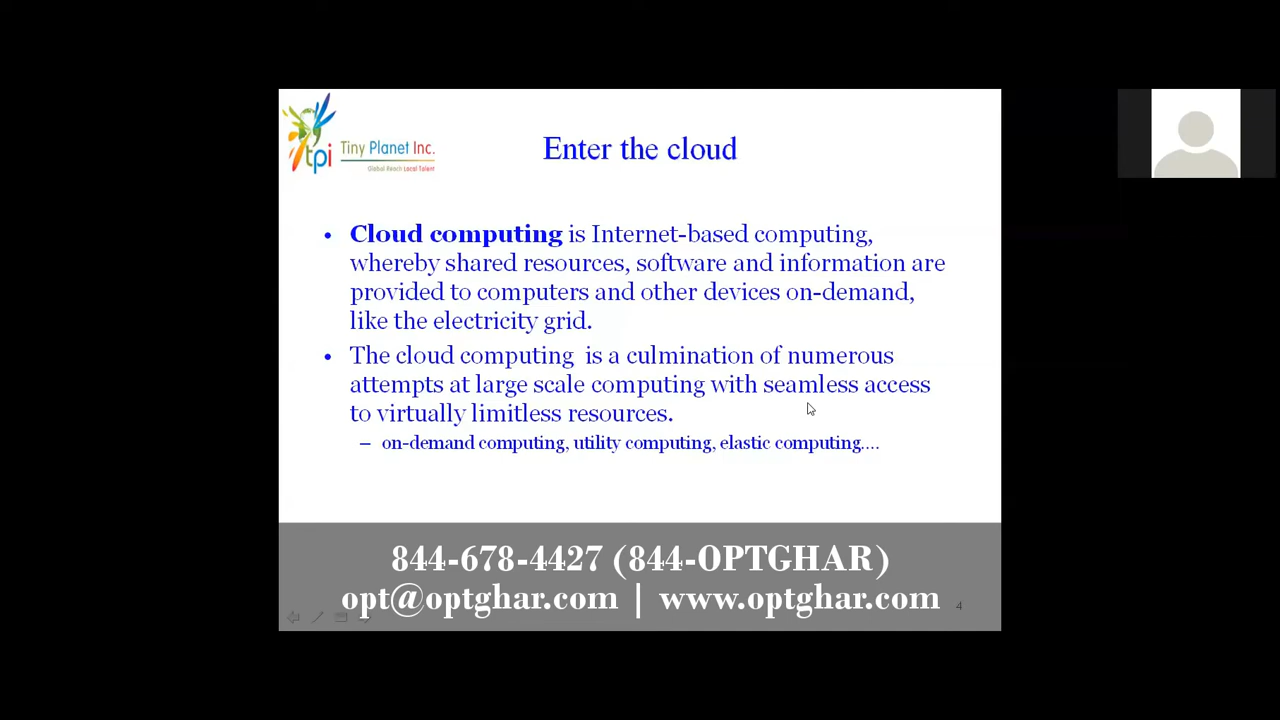 tpi Tiny Planet Inc.
Global Reach Local Talent
Enter the cloud
• Cloud computing is Internet-based computing,
whereby shared resources, software and information are
provided to computers and other devices on-demand,
like the electricity grid.
• The cloud computing  is a culmination of numerous
attempts at large scale computing with seamless access
to virtually limitless resources.
– on-demand computing, utility computing, elastic computing....
844-678-4427 (844-OPTGHAR)
opt@optghar.com | www.optghar.com
4